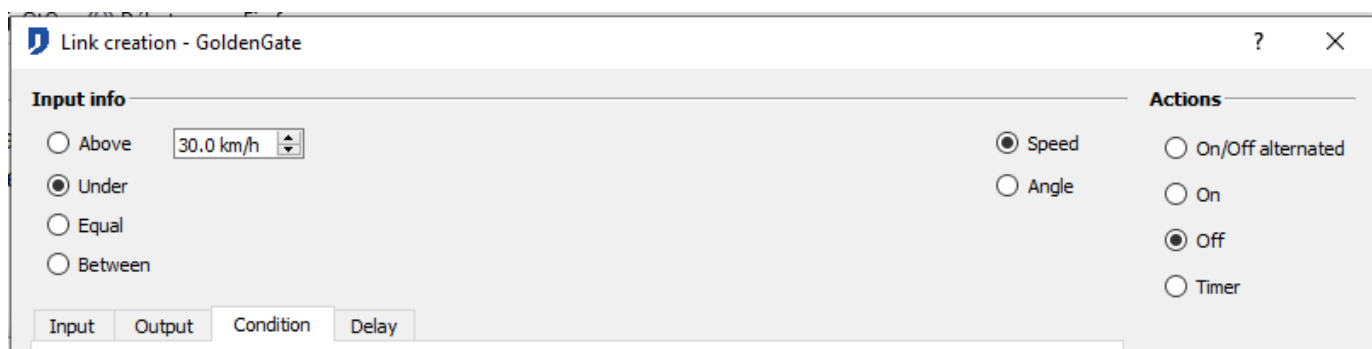 Link creation - GoldenGate ?
Input info Actions
Above 30.0 km/h Speed On/Off alternated
Under Angle On
Equal Off
Between Timer
Input Output Condition Delay